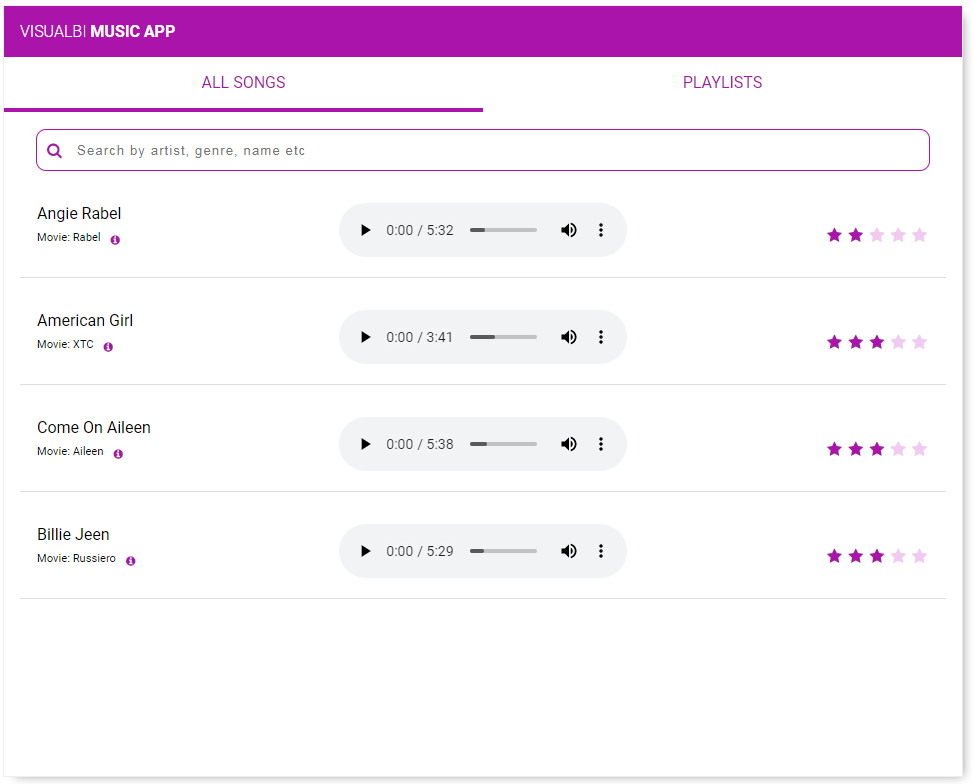 VISUALBI MUSIC APP
ALL SONGS PLAYLISTS
Search by artist, genre, name etc
Angie Rabel
0:00 / 5:32
Movie: Rabel
American Girl
0:00 / 3:41
Movie: XTC
Come On Aileen
0:00 / 5:38
Movie: Aileen
Billie Jeen
0:00 / 5:29
Movie: Russiero